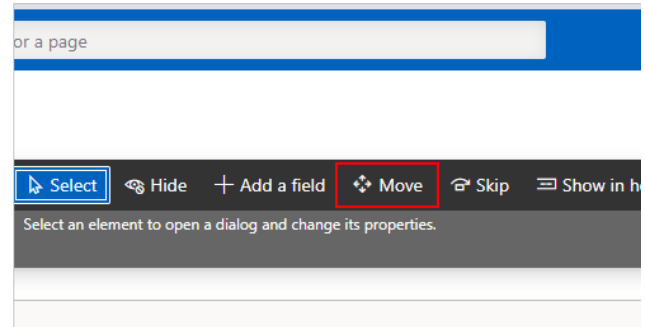 or a page
Select Hide Add a field Move Skip Show in h
Select an element to open a dialog and change its properties.